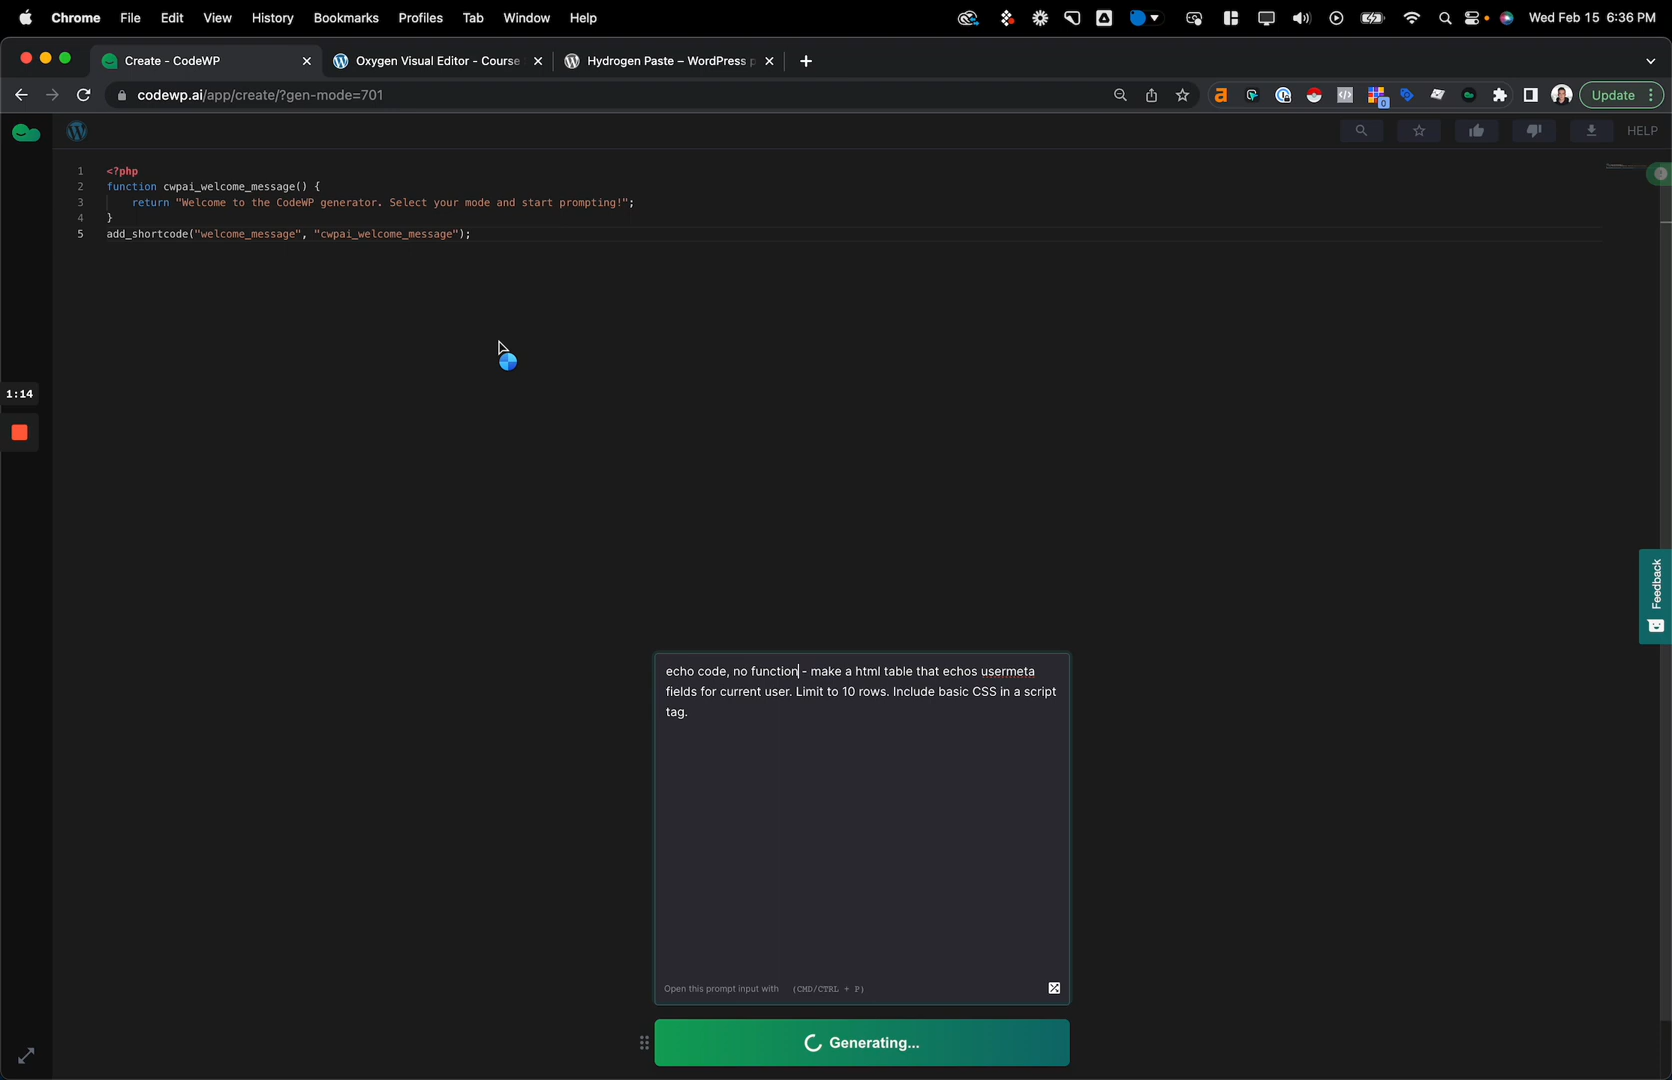 Chrome File Edit View History Bookmarks Profiles Tab Window Help Wed Feb 15 6:36 PM
Create - CodeWP Oxygen Visual Editor - Course Hydrogen Paste – WordPress p
codewp.ai/app/create/?gen-mode=701 0 Update
HELP
1 <?php
2 function cwpai_welcome_message() {
3 return "Welcome to the CodeWP generator. Select your mode and start prompting!";
4 }
5 add_shortcode("welcome_message", "cwpai_welcome_message");
1:14
Feedback
echo code, no function - make a html table that echos usermeta
fields for current user. Limit to 10 rows. Include basic CSS in a script
tag.
Open this prompt input with (CMD/CTRL + P)
Generating...